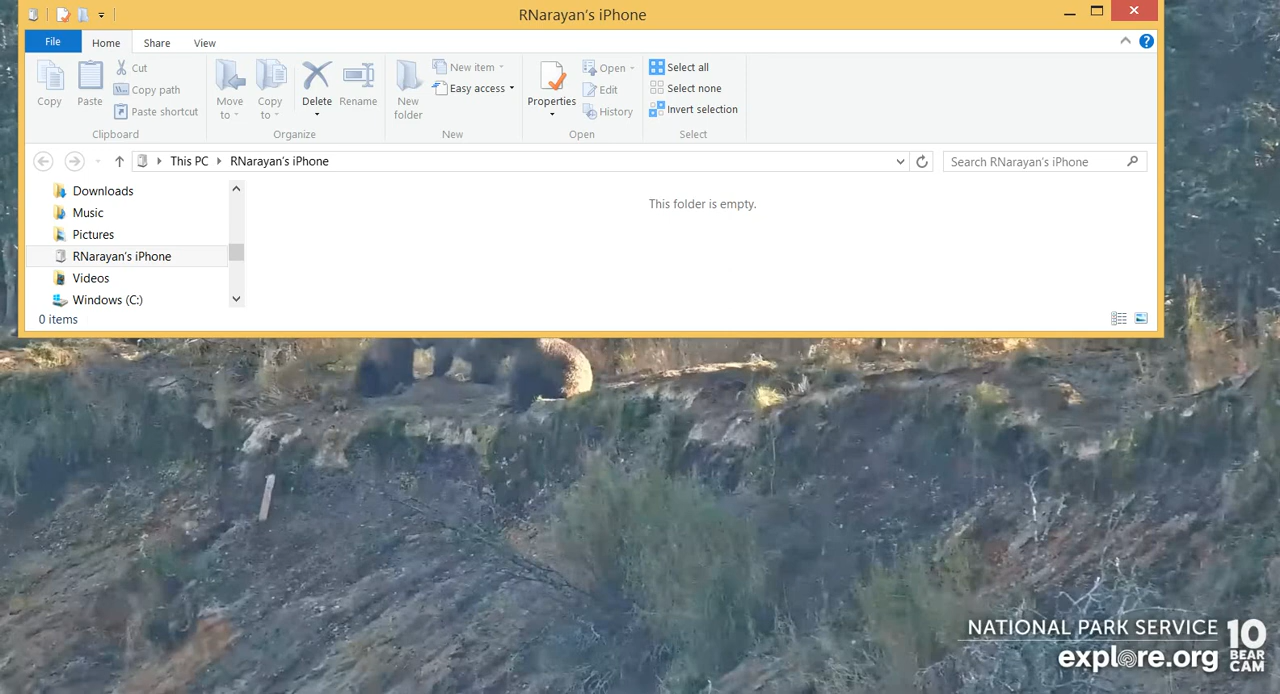 RNarayan's iPhone
File Home Share View
Copy
Paste
Cut
Copy path
Paste shortcut
Clipboard
Move to
Copy to
Delete
Rename
Organize
New folder
New item
Easy access
New
Properties
Open
Edit
History
Open
Select all
Select none
Invert selection
Select
This PC RNarayan's iPhone
Search RNarayan's iPhone
Downloads
Music
Pictures
RNarayan's iPhone
Videos
Windows (C:)
This folder is empty.
0 items
NATIONAL PARK SERVICE
explore.org
10
BEAR
CAM